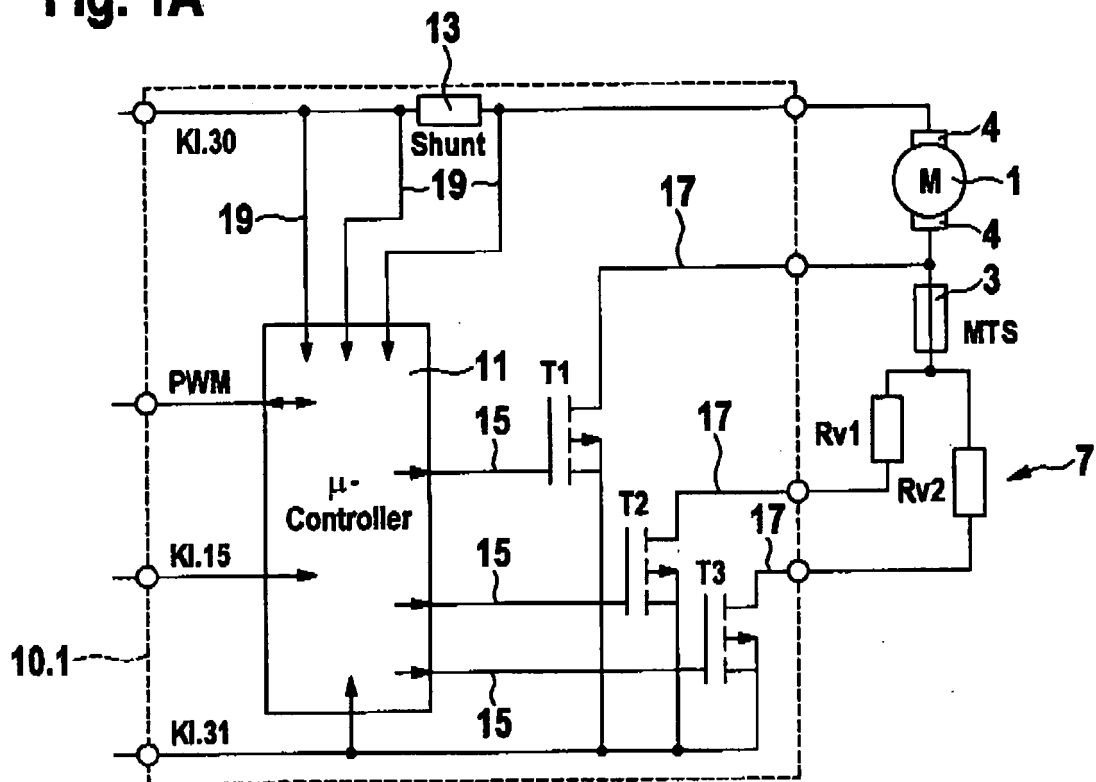 Fig. 1A
13
Kl.30
Shunt
19
19
17
4
M
1
4
3
MTS
PWM
11
T1
15
17
Rv1
Rv2
7
μ-
Controller
T2
17
Kl.15
15
T3
10.1
15
Kl.31